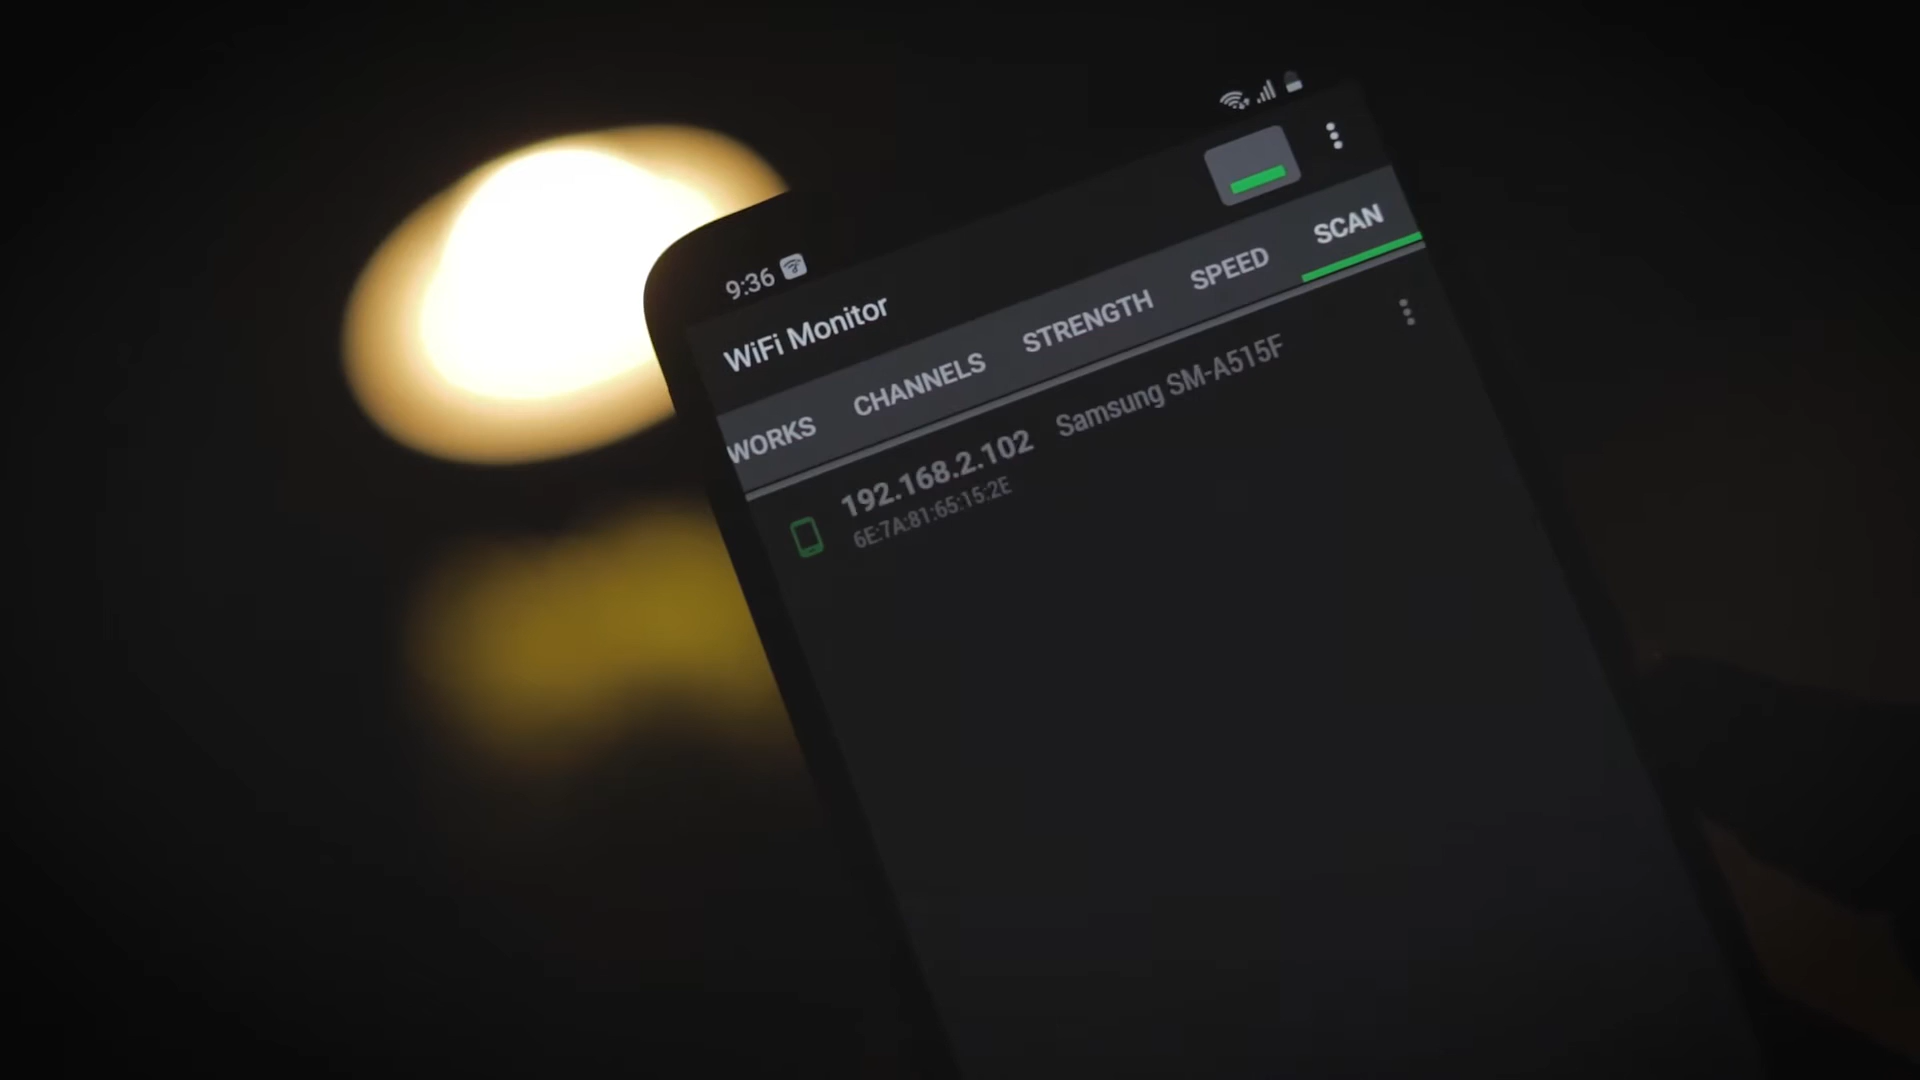 9:36
WiFi Monitor
WORKS CHANNELS STRENGTH SPEED SCAN
192.168.2.102 Samsung SM-A515F
6E:7A:81:65:15:2E